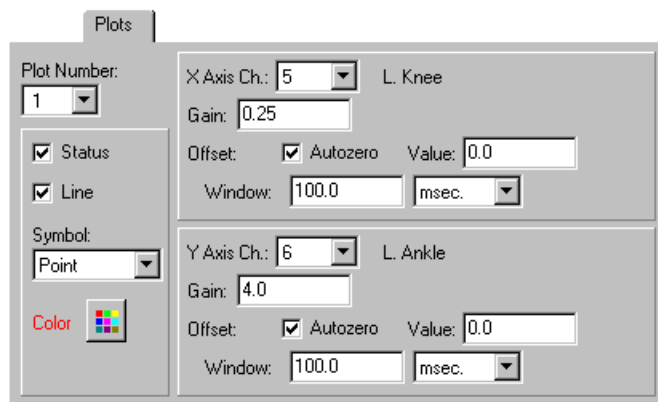 Plots
Plot Number:
1
Status
Line
Symbol:
Point
Color
X Axis Ch.: 5 L. Knee
Gain: 0.25
Offset: Autozero Value: 0.0
Window: 100.0 msec.
Y Axis Ch.: 6 L. Ankle
Gain: 4.0
Offset: Autozero Value: 0.0
Window: 100.0 msec.